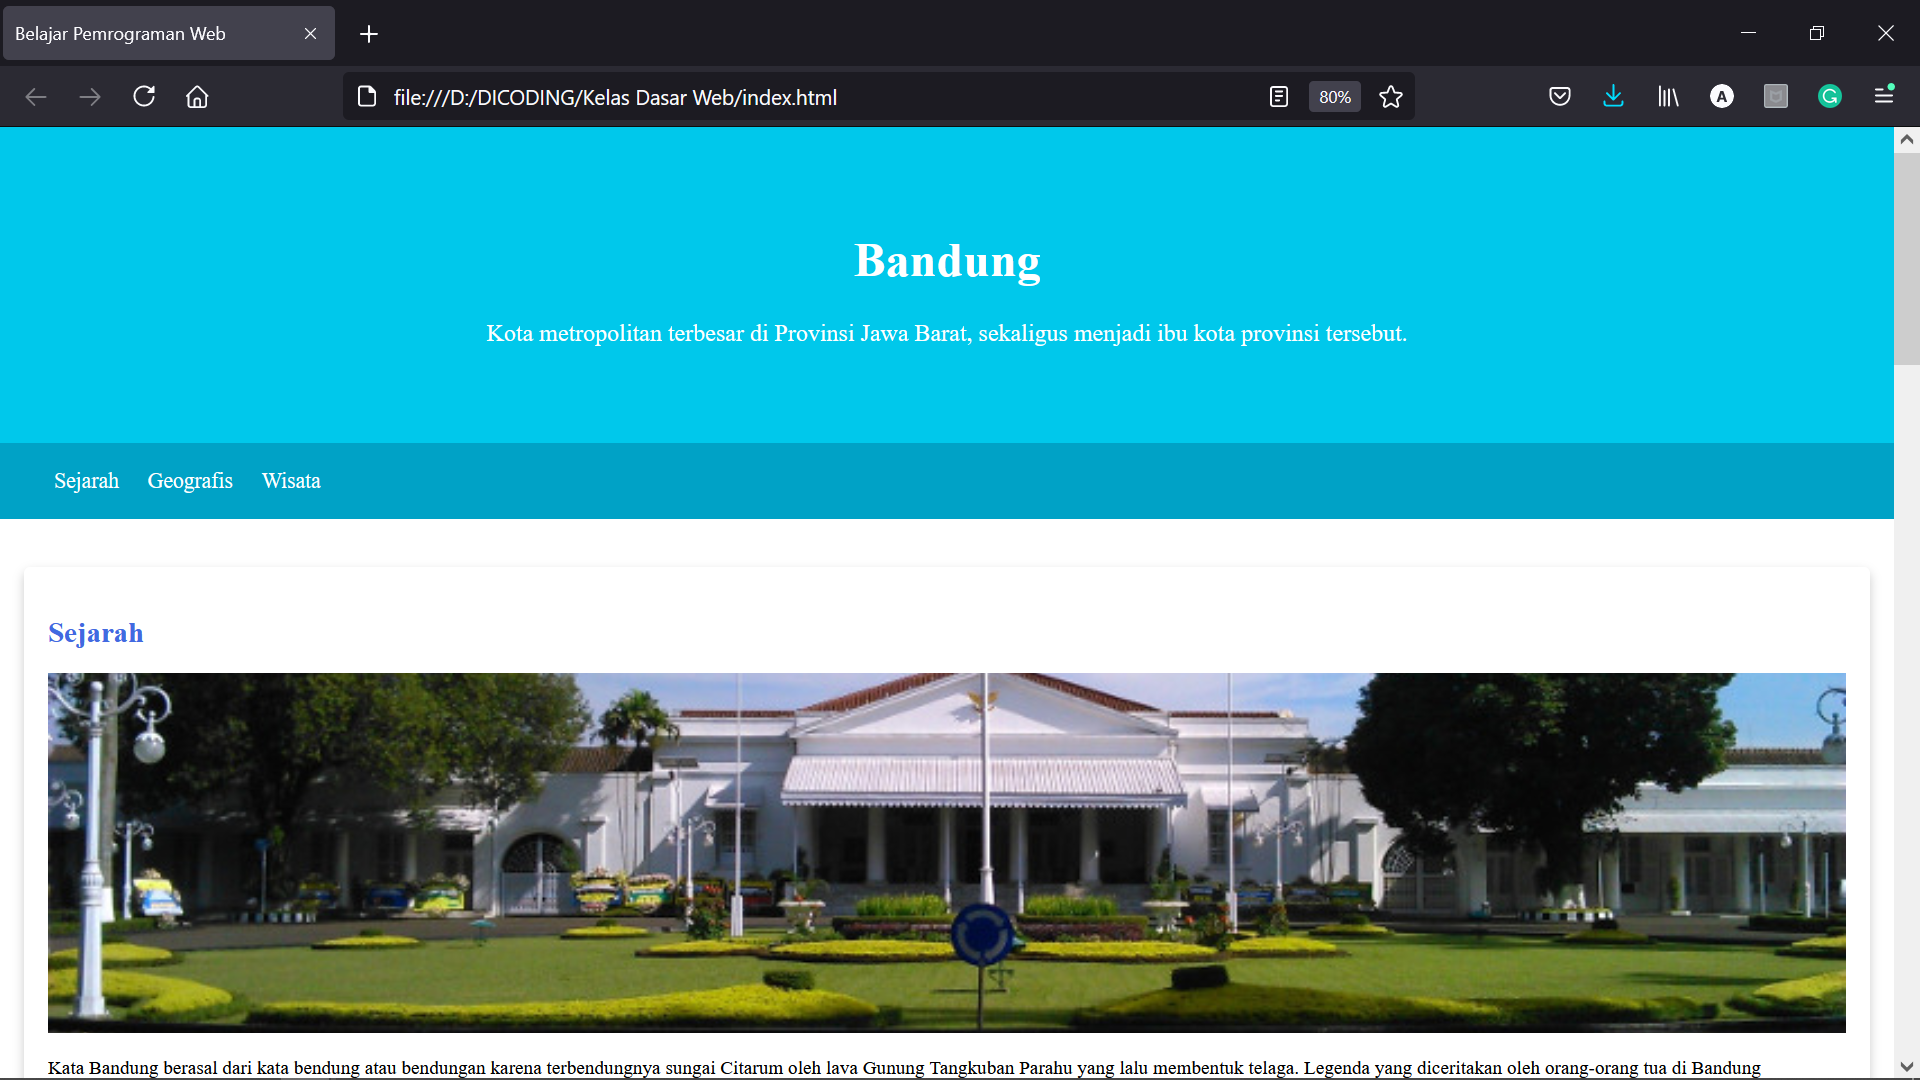 Belajar Pemrograman Web
file:///D:/DICODING/Kelas Dasar Web/index.html
80%
Bandung
Kota metropolitan terbesar di Provinsi Jawa Barat, sekaligus menjadi ibu kota provinsi tersebut.
Sejarah Geografis Wisata
Sejarah
Kata Bandung berasal dari kata bendung atau bendungan karena terbendungnya sungai Citarum oleh lava Gunung Tangkuban Parahu yang lalu membentuk telaga. Legenda yang diceritakan oleh orang-orang tua di Bandung